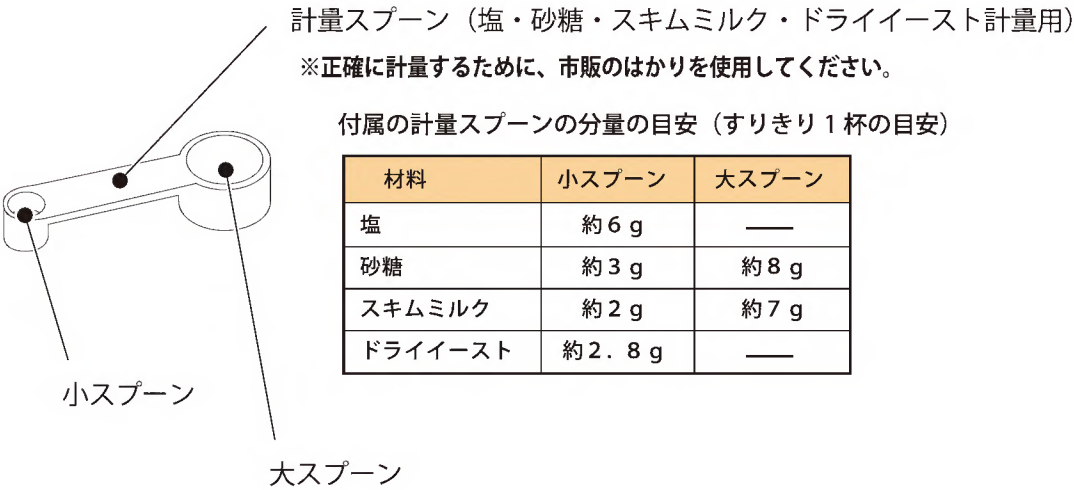 計量スプーン（塩・砂糖・スキムミルク・ドライイースト計量用）
※正確に計量するために、市販のはかりを使用してください。
付属の計量スプーンの分量の目安（すりきり１杯の目安）
材料 小スプーン 大スプーン
塩 約６ｇ ――
砂糖 約３ｇ 約８ｇ
スキムミルク 約２ｇ 約７ｇ
ドライイースト 約２．８ｇ ――
小スプーン
大スプーン